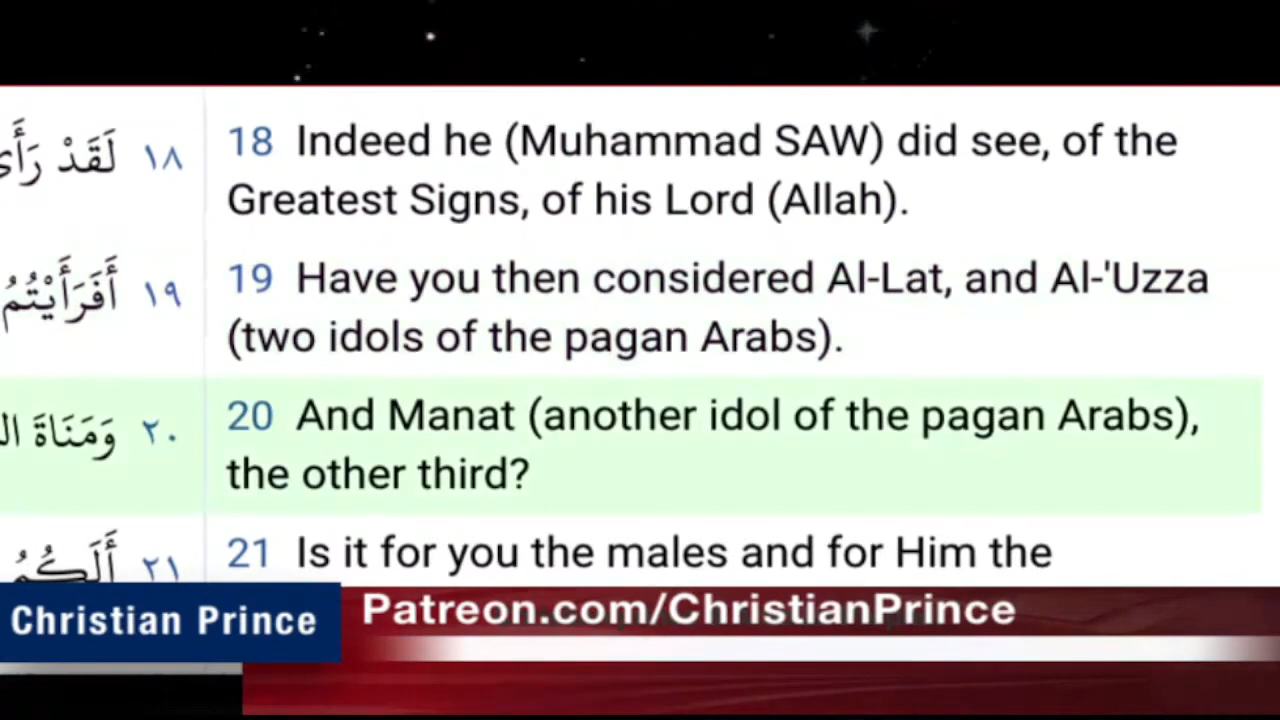 لَقَدْ ١٨
18 Indeed he (Muhammad SAW) did see, of the
Greatest Signs, of his Lord (Allah).
أَفَرَأَيْتُمُ ١٩
19 Have you then considered Al-Lat, and Al-'Uzza
(two idols of the pagan Arabs).
وَمَنَاةَ ٢٠
20 And Manat (another idol of the pagan Arabs),
the other third?
أَلَكُمُ ٢١
21 Is it for you the males and for Him the
Christian Prince
Patreon.com/ChristianPrince